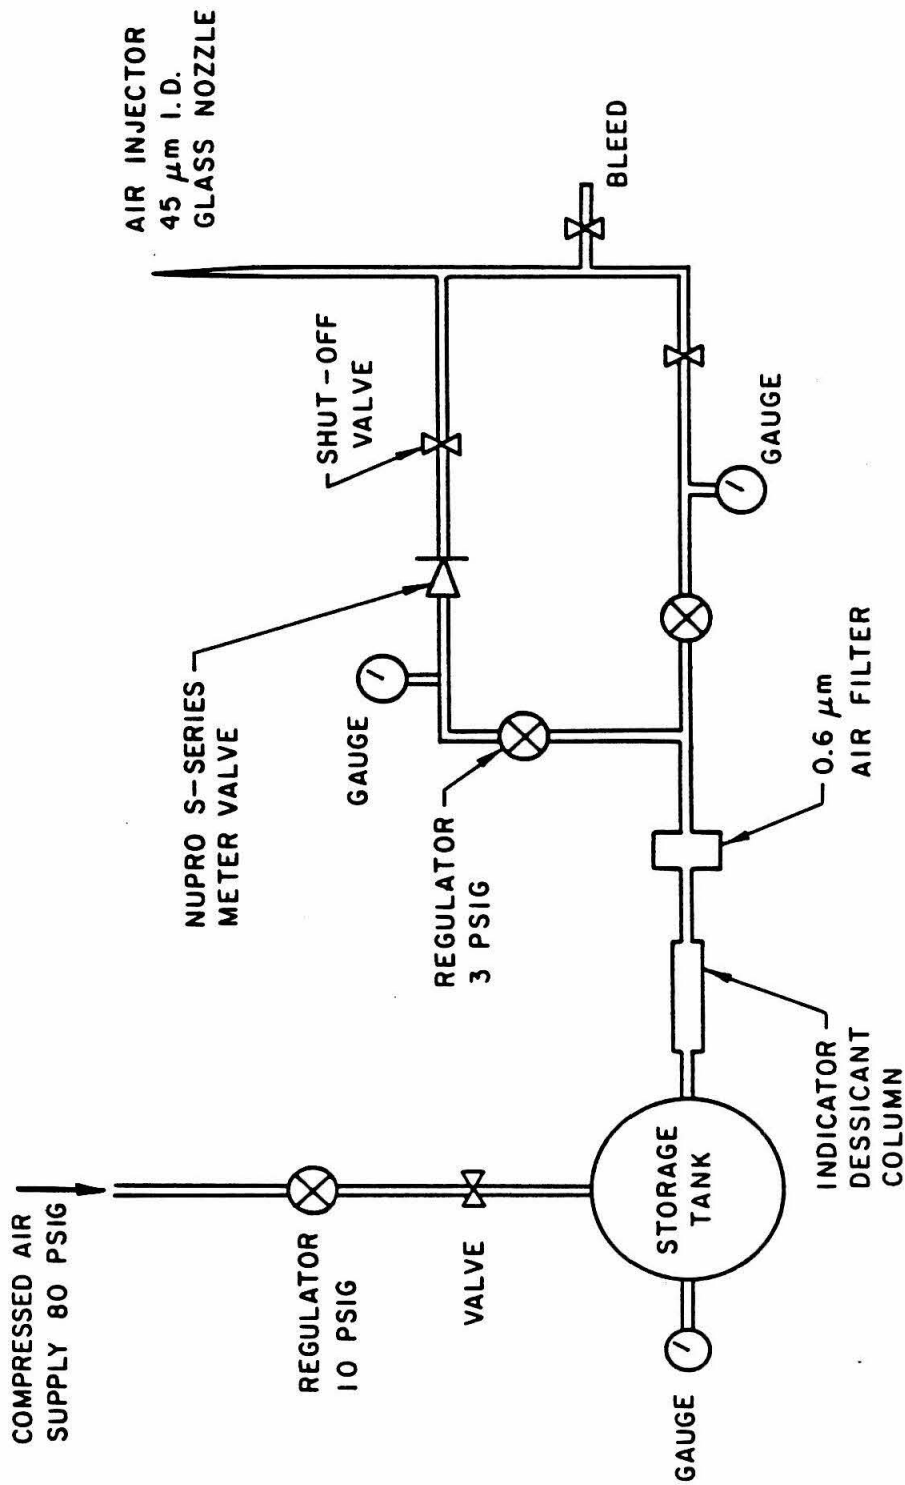 COMPRESSED AIR
SUPPLY 80 PSIG
REGULATOR
10 PSIG
VALVE
GAUGE
STORAGE
TANK
INDICATOR
DESSICANT
COLUMN
0.6 μm
AIR FILTER
REGULATOR
3 PSIG
GAUGE
NUPRO S-SERIES
METER VALVE
SHUT-OFF
VALVE
GAUGE
BLEED
AIR INJECTOR
45 μm I.D.
GLASS NOZZLE